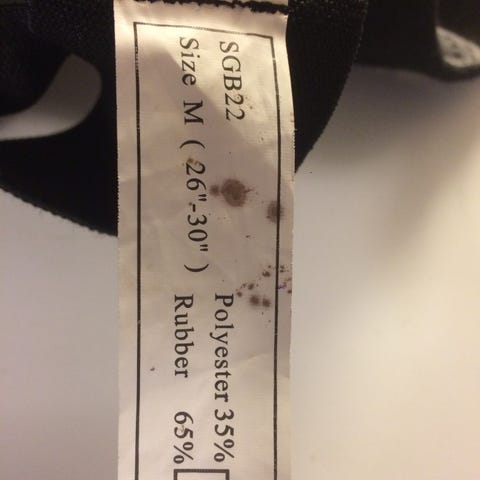 SGB22
Size M ( 26"-30" )
Polyester 35%
Rubber 65%